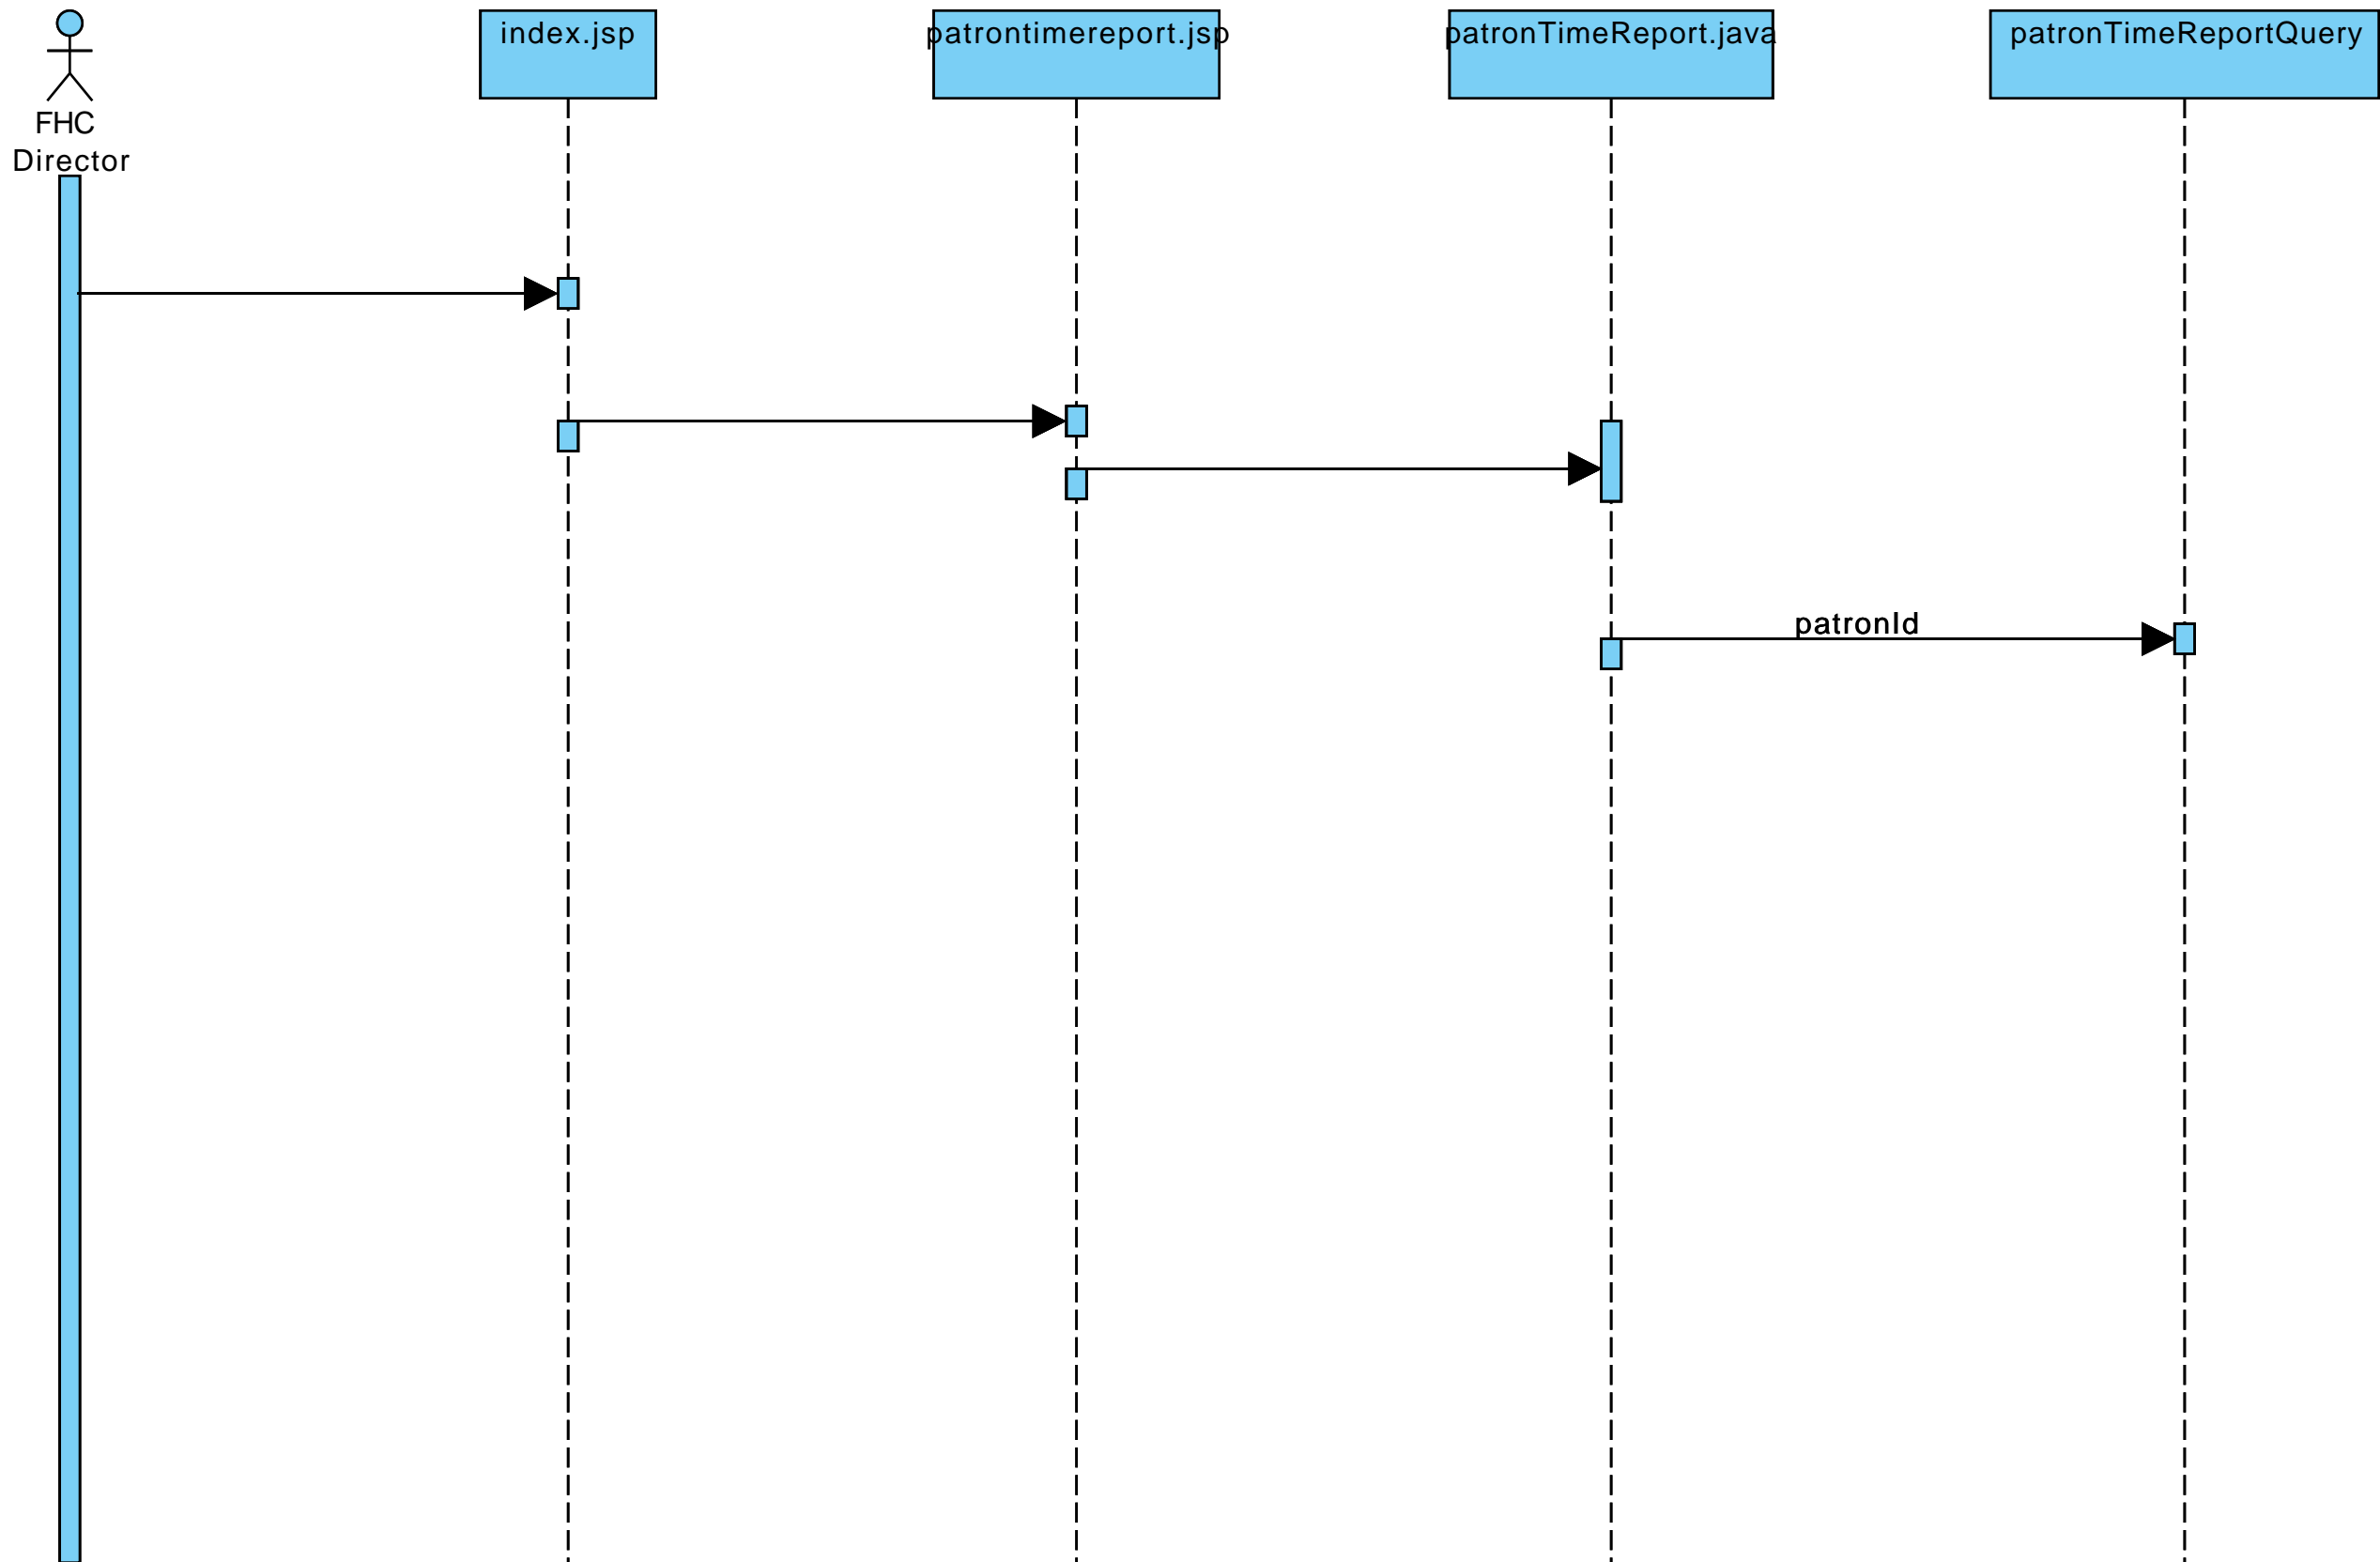 FHC
Director
index.jsp
patrontimereport.jsp
patronTimeReport.java
patronTimeReportQuery
patronId